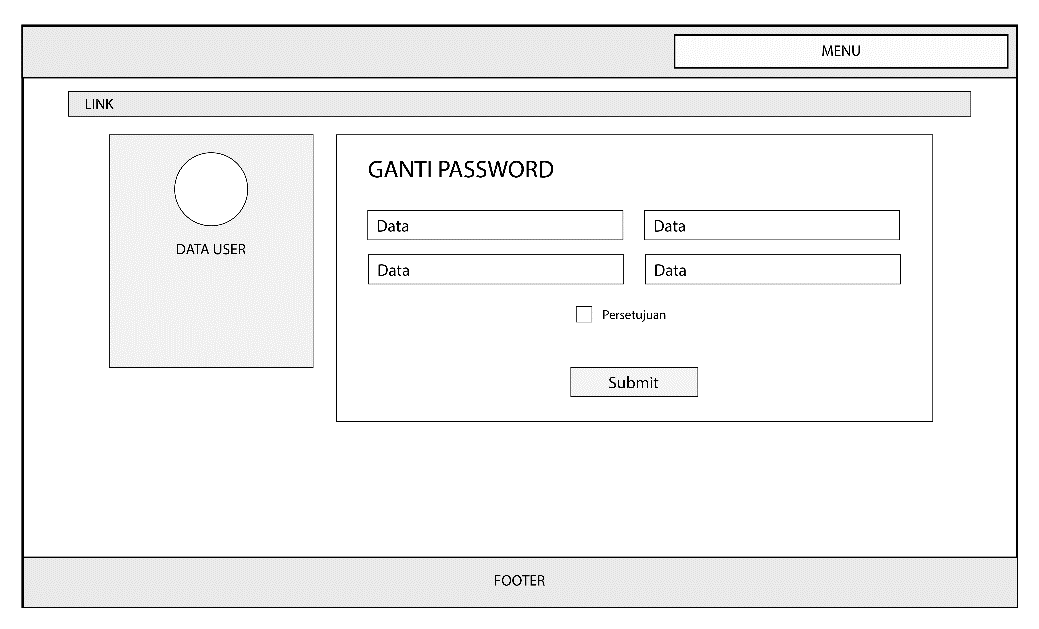 MENU
LINK
DATA USER
GANTI PASSWORD
Data
Data
Data
Data
Persetujuan
Submit
FOOTER